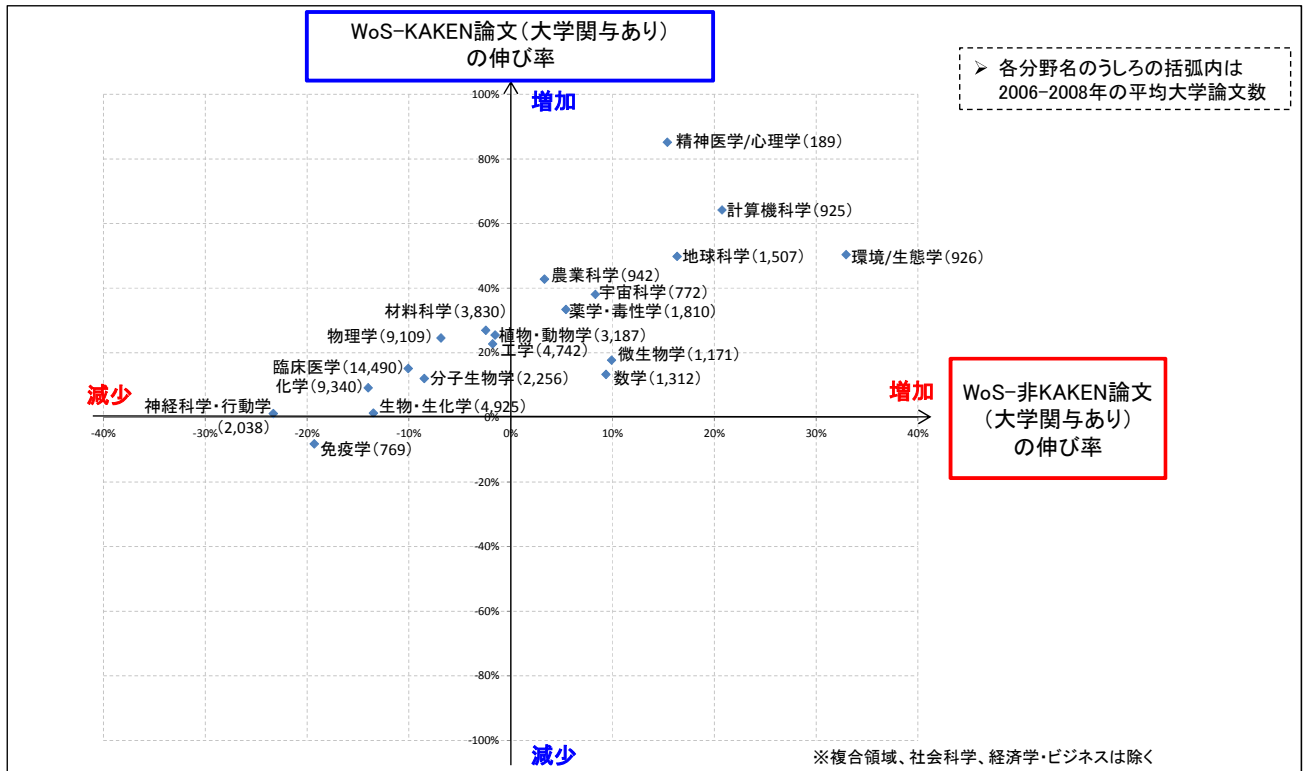 WoS-KAKEN論文(大学関与あり)
の伸び率
➢ 各分野名のうしろの括弧内は
2006-2008年の平均大学論文数
100%
増加
精神医学/心理学(189)
80%
計算機科学(925)
60%
地球科学(1,507)
環境/生態学(926)
農業科学(942)
40%
宇宙科学(772)
材料科学(3,830)
薬学・毒性学(1,810)
物理学(9,109)
植物・動物学(3,187)
20%
工学(4,742)
微生物学(1,171)
臨床医学(14,490)
分子生物学(2,256)
数学(1,312)
化学(9,340)
減少
神経科学・行動学
(2,038)
生物・生化学(4,925)
増加
WoS-非KAKEN論文
(大学関与あり)
の伸び率
0%
-40%
-30%
-20%
-10%
0%
10%
20%
30%
40%
免疫学(769)
-20%
-40%
-60%
-80%
-100%
減少
※複合領域、社会科学、経済学・ビジネスは除く